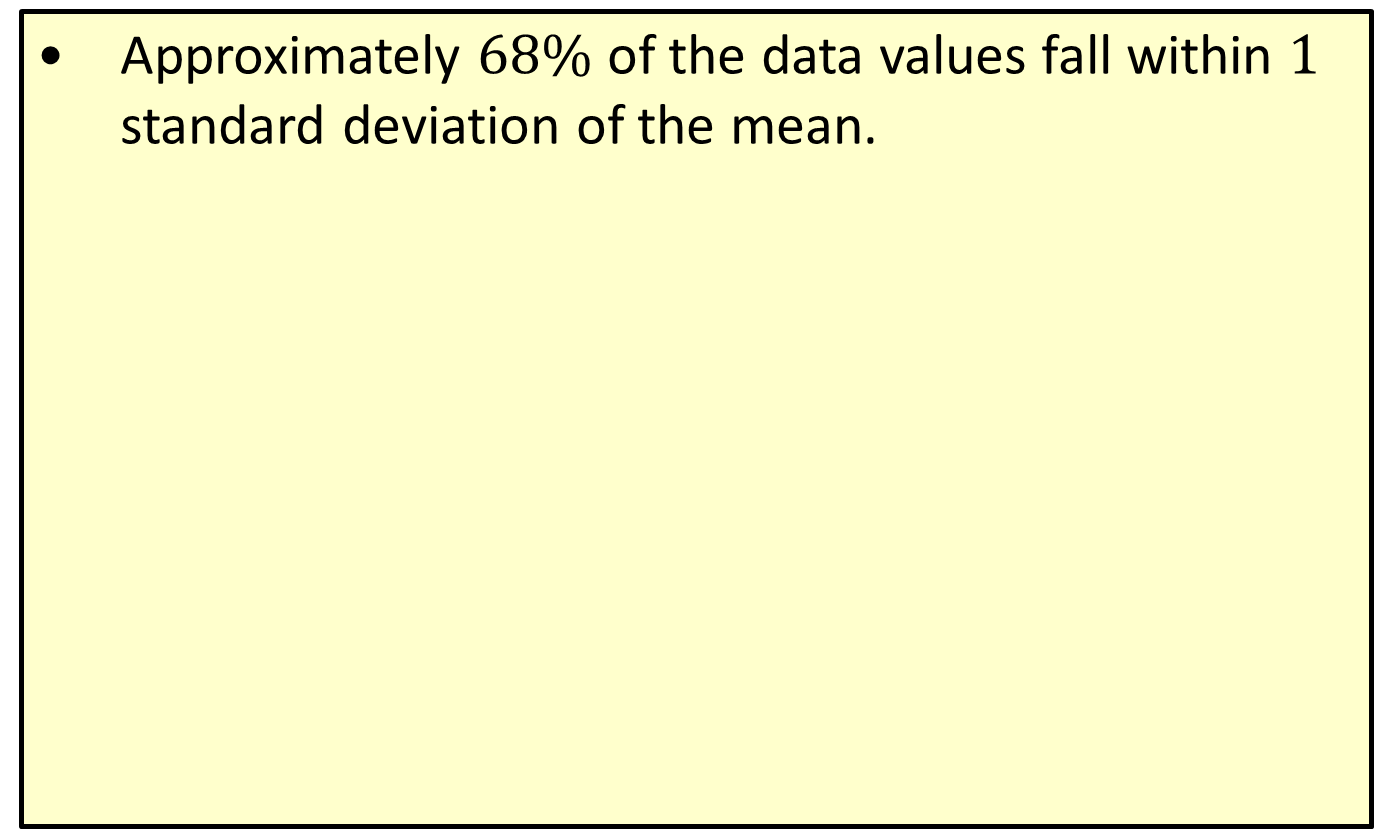 • Approximately 68% of the data values fall within 1
standard deviation of the mean.